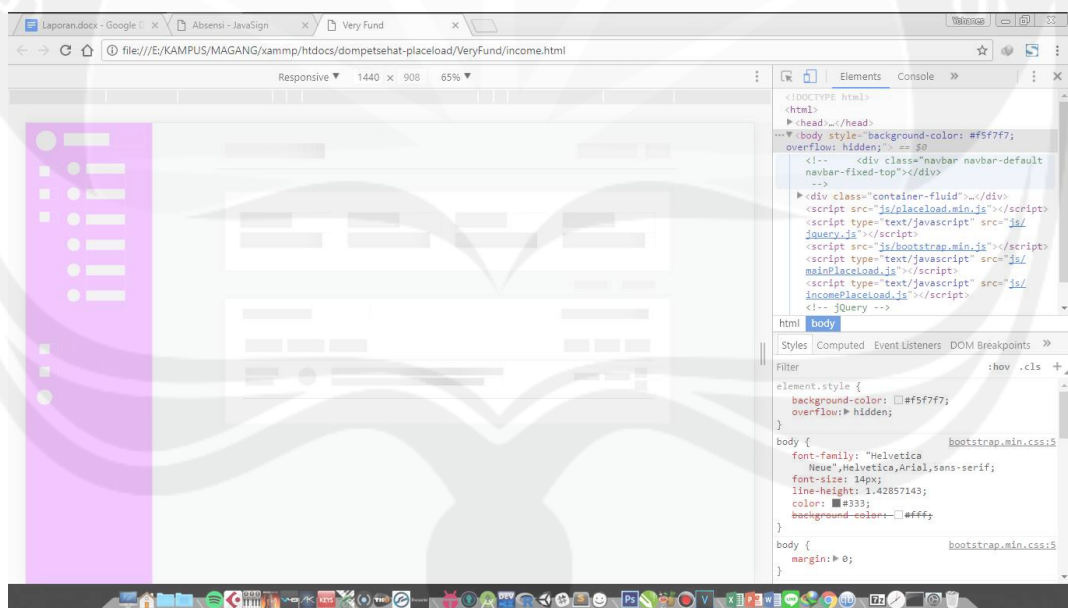 Laporan.docx - Google D
Absensi - JavaSign
Very Fund
Yohanes
file:///E:/KAMPUS/MAGANG/xammp/htdocs/dompetsehat-placeload/VeryFund/income.html
Responsive ▼ 1440 × 908 65% ▼
Elements Console »
<!DOCTYPE html>
<html>
▶<head>…</head>
…▼<body style="background-color: #f5f7f7;
overflow: hidden;"> == $0
<!-- <div class="navbar navbar-default
navbar-fixed-top"></div>
-->
▶<div class="container-fluid">…</div>
<script src="js/placeload.min.js"></script>
<script type="text/javascript" src="js/
jquery.js"></script>
<script src="js/bootstrap.min.js"></script>
<script type="text/javascript" src="js/
mainPlaceLoad.js"></script>
<script type="text/javascript" src="js/
incomePlaceLoad.js"></script>
<!-- jQuery -->
html body
Styles Computed Event Listeners DOM Breakpoints »
Filter :hov .cls +
element.style {
background-color: #f5f7f7;
overflow:▶ hidden;
}
body { bootstrap.min.css:5
font-family: "Helvetica
Neue",Helvetica,Arial,sans-serif;
font-size: 14px;
line-height: 1.42857143;
color: #333;
background-color: #fff;
}
body { bootstrap.min.css:5
margin:▶ 0;
}